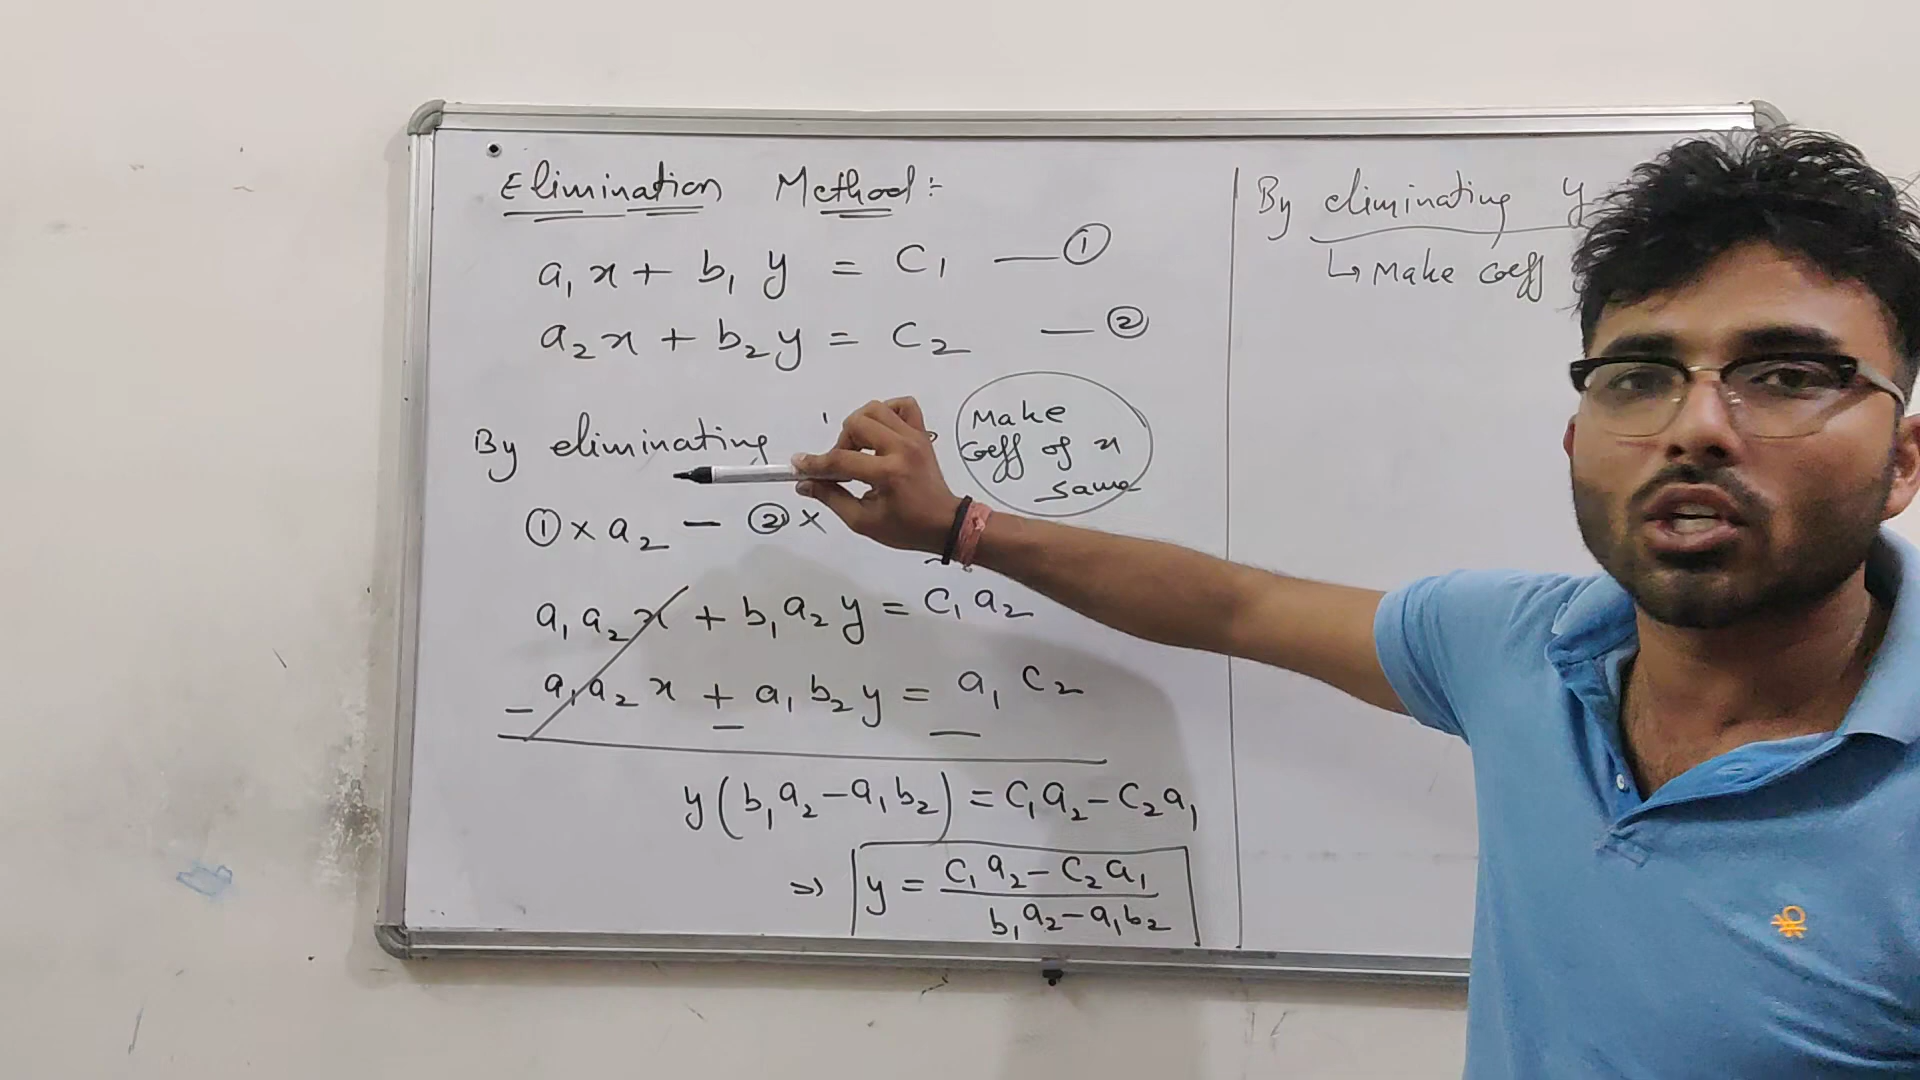 Elimination Method :-
a₁x + b₁y = C₁ — ①
a₂x + b₂y = C₂ — ②
By eliminating
Make
Coeff of x
same
① × a₂ — ② ×
a₁a₂x + b₁a₂y = C₁a₂
- a₁a₂x + a₁b₂y = a₁C₂
— —
y(b₁a₂ - a₁b₂) = C₁a₂ - C₂a₁
⇒ y = (C₁a₂ - C₂a₁) / (b₁a₂ - a₁b₂)
By eliminating y
↳ Make Coeff